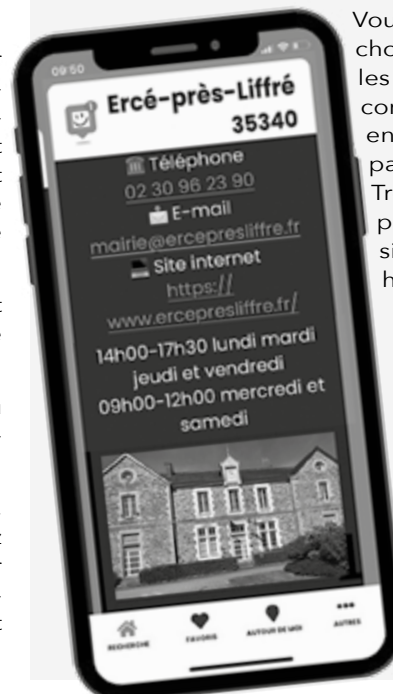 09:50
Ercé-près-Liffré
35340
Téléphone
02 30 96 23 90
E-mail
mairie@ercepresliffre.fr
Site internet
https://
www.ercepresliffre.fr/
14h00-17h30 lundi mardi
jeudi et vendredi
09h00-12h00 mercredi et
samedi
RECHERCHE
FAVORIS
AUTOUR DE MOI
AUTRES
Vou
cho
les
con
en
pa
Tr
p
si
h